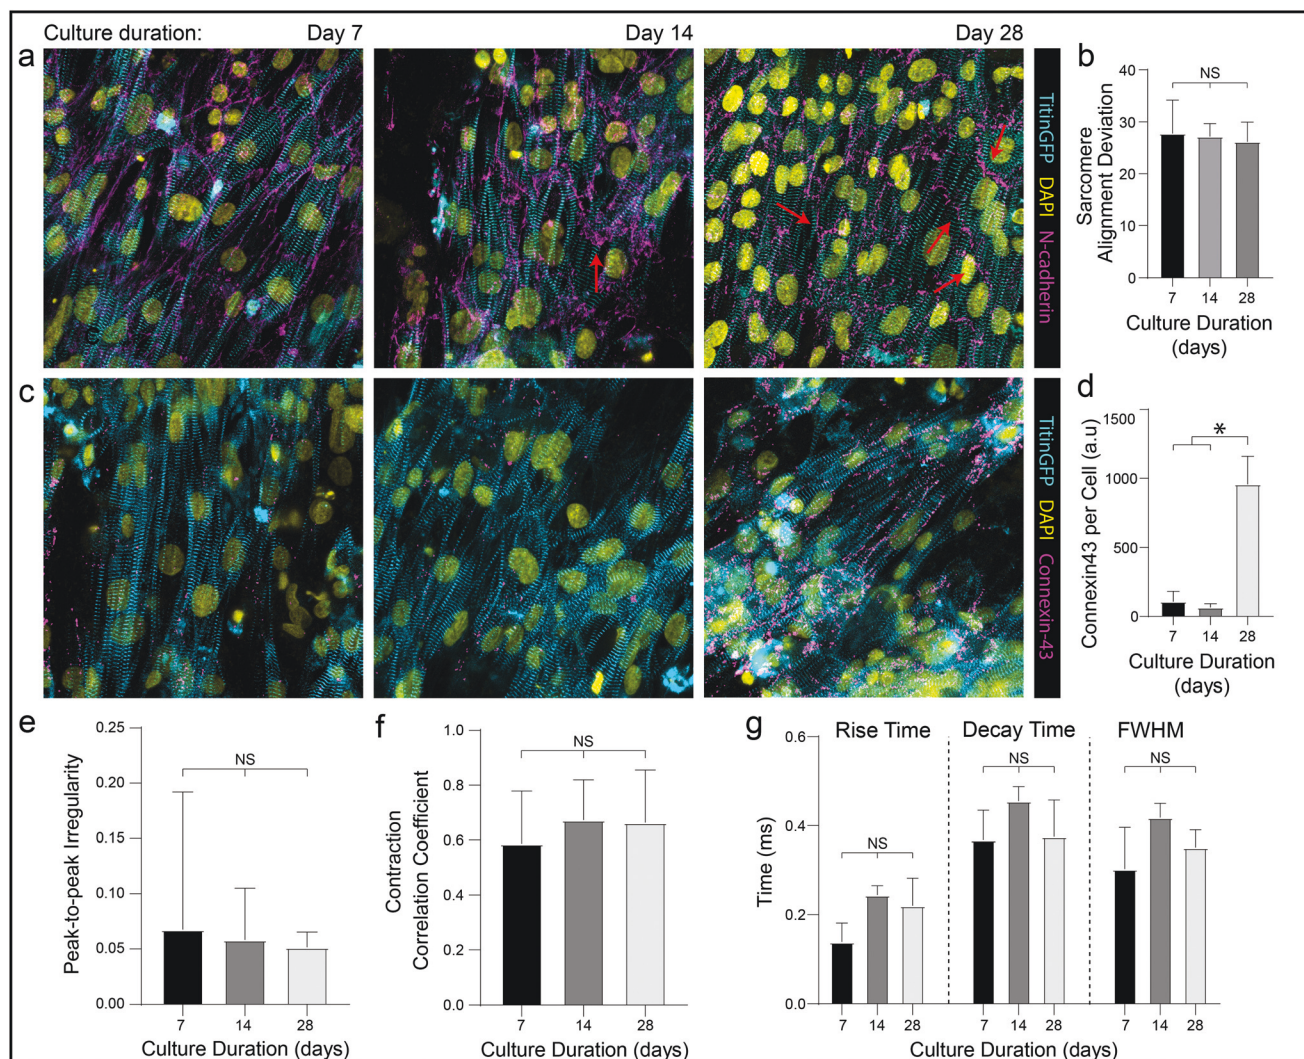 Culture duration: Day 7 Day 14 Day 28
a
TitinGFP DAPI N-cadherin
b
NS
40
30
20
10
0
Sarcomere
Alignment Deviation
7 14 28
Culture Duration
(days)
c
TitinGFP DAPI Connexin-43
d
*
1500
1000
500
0
Connexin43 per Cell (a.u)
7 14 28
Culture Duration
(days)
e
NS
0.25
0.20
0.15
0.10
0.05
0.00
Peak-to-peak Irregularity
7 14 28
Culture Duration (days)
f
NS
1.0
0.8
0.6
0.4
0.2
0.0
Contraction
Correlation Coefficient
7 14 28
Culture Duration (days)
g
Rise Time Decay Time FWHM
NS NS NS
0.6
0.4
0.2
0.0
Time (ms)
7 14 28 7 14 28 7 14 28
Culture Duration (days)